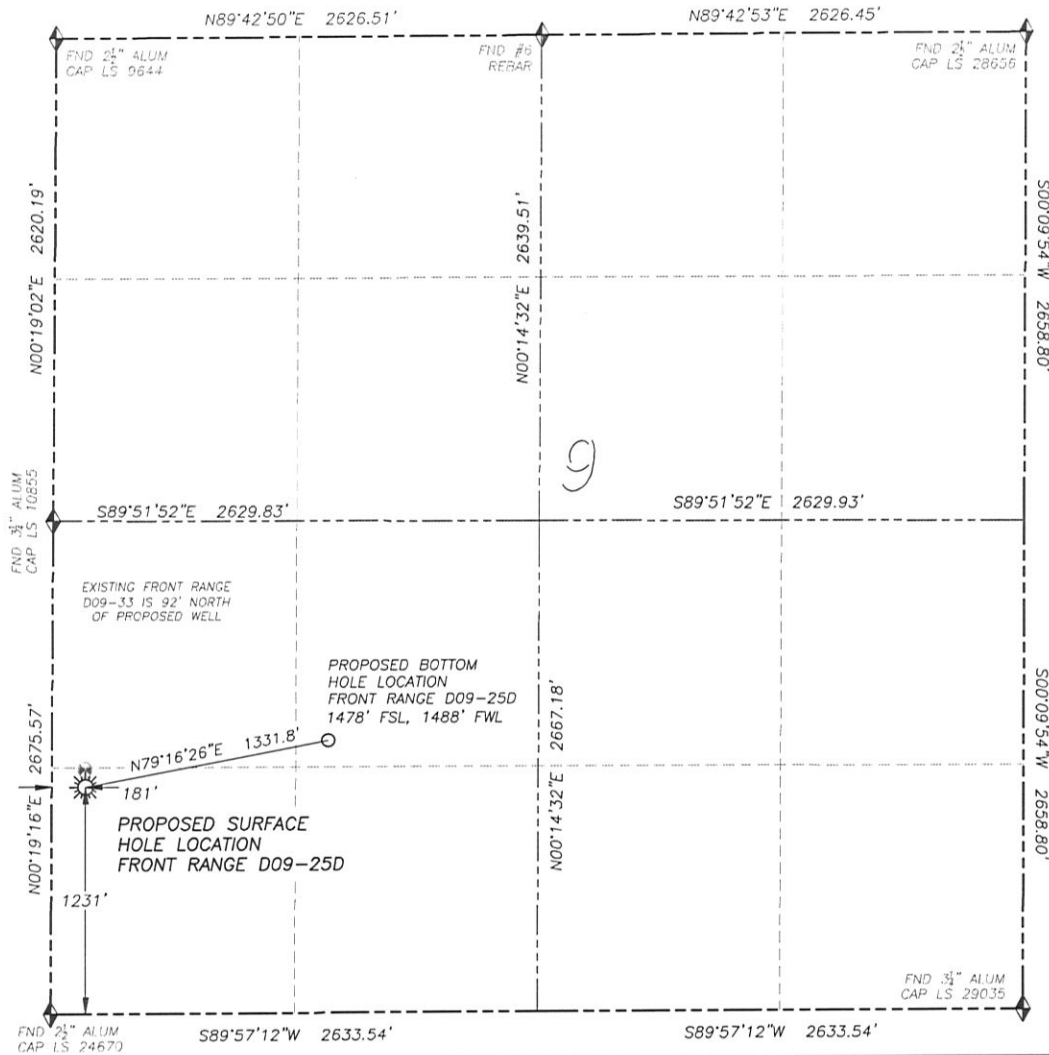 N89°42'50"E 2626.51'
N89°42'53"E 2626.45'
FND 2½" ALUM
CAP LS 9644
FND #6
REBAR
FND 2½" ALUM
CAP LS 28656
N00°19'02"E 2620.19'
N00°14'32"E 2639.51'
S00°09'54"W 2658.80'
9
FND 3¼" ALUM
CAP LS 10855
S89°51'52"E 2629.83'
S89°51'52"E 2629.93'
EXISTING FRONT RANGE
D09-33 IS 92' NORTH
OF PROPOSED WELL
PROPOSED BOTTOM
HOLE LOCATION
FRONT RANGE D09-25D
1478' FSL, 1488' FWL
N79°16'26"E 1331.8'
181'
PROPOSED SURFACE
HOLE LOCATION
FRONT RANGE D09-25D
1231'
N00°19'16"E 2675.57'
N00°14'32"E 2667.18'
S00°09'54"W 2658.80'
FND 3¼" ALUM
CAP LS 29035
FND 2½" ALUM
CAP LS 24670
S89°57'12"W 2633.54'
S89°57'12"W 2633.54'